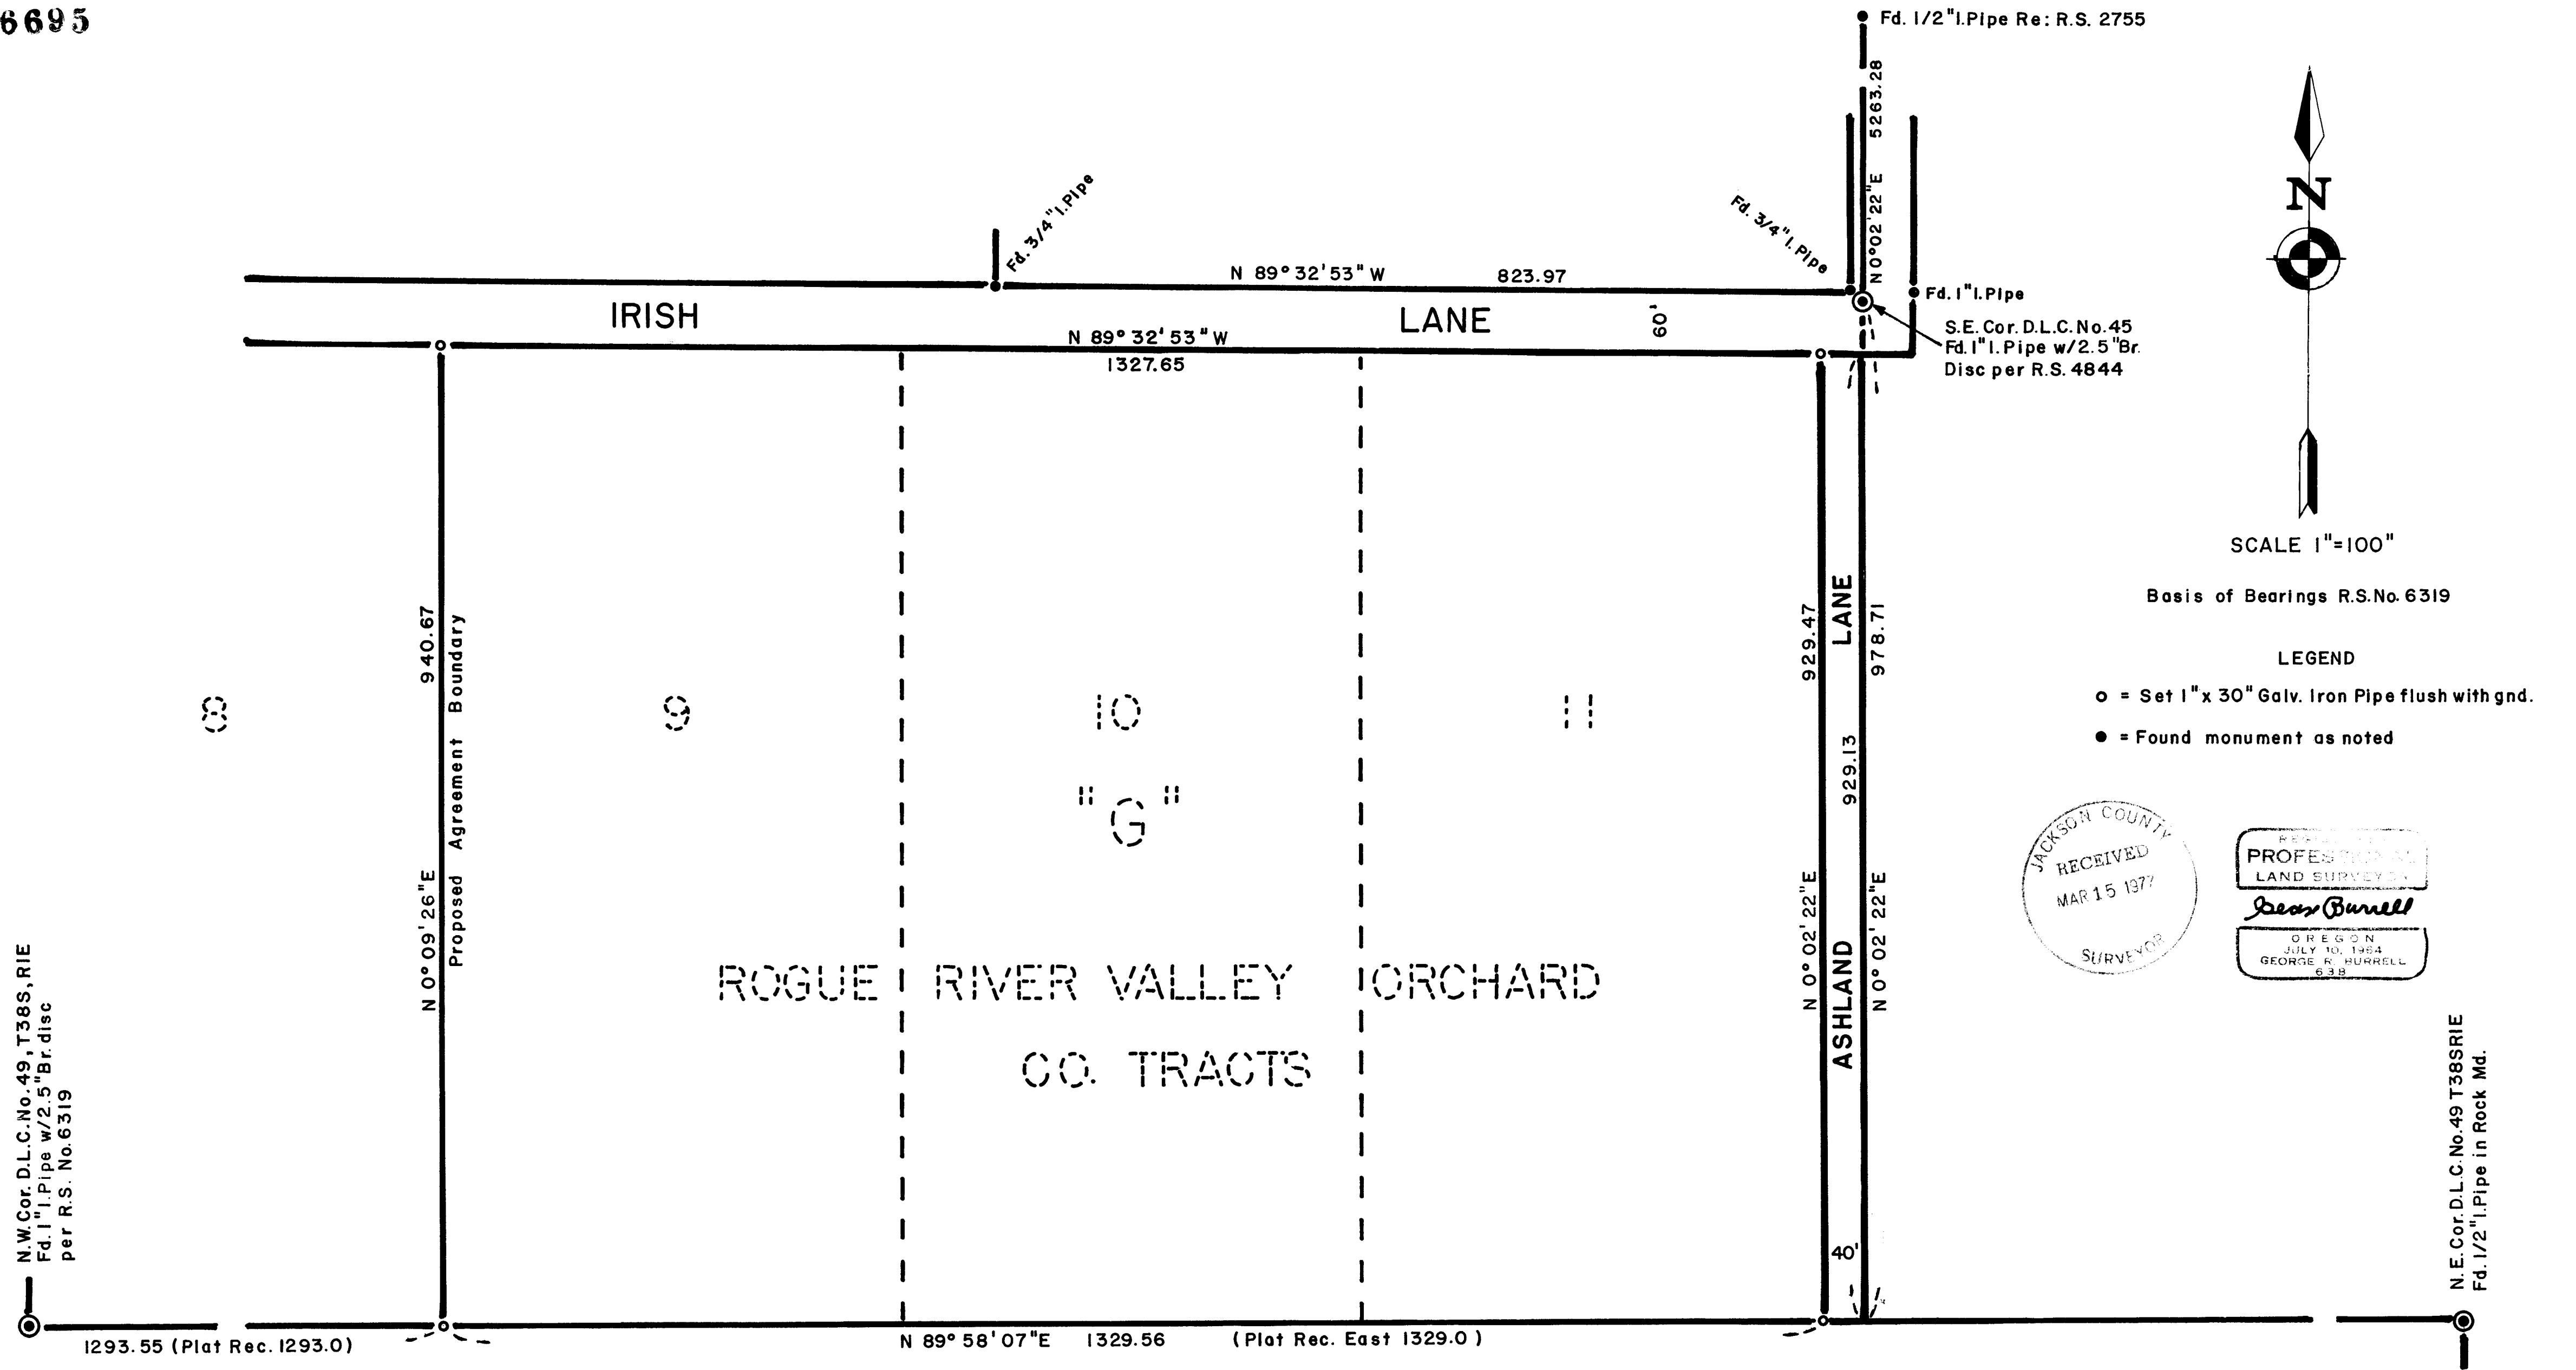 6695
Fd. 1/2"I.Pipe Re: R.S. 2755
5263.28
N 0°02'22"E
Fd. 3/4"I.Pipe
Fd. 3/4"I.Pipe
N 89°32'53"W 823.97
Fd.1"I.Pipe
IRISH LANE
60'
S.E. Cor. D.L.C. No.45
Fd.1"I.Pipe w/2.5"Br.
Disc per R.S. 4844
N 89°32'53"W
1327.65
N
SCALE 1"=100"
Basis of Bearings R.S.No.6319
LEGEND
= Set 1"x 30" Galv. Iron Pipe flush with gnd.
= Found monument as noted
N 0°09'26"E 940.67
Proposed Agreement Boundary
8
9
10
11
"G"
ROGUE RIVER VALLEY ORCHARD
CO. TRACTS
N 0°02'22"E 929.47
ASHLAND LANE
929.13
N 0°02'22"E 978.71
40'
JACKSON COUNTY
RECEIVED
MAR 15 1977
SURVEYOR
PROFESSIONAL
LAND SURVEYOR
George Burrell
OREGON
JULY 10, 1964
GEORGE R. BURRELL
638
N.W.Cor. D.L.C.No.49,T38S,R1E
Fd.1"I.Pipe w/2.5"Br.disc
per R.S. No.6319
N.E.Cor.D.L.C.No.49 T38SR1E
Fd. 1/2"I.Pipe in Rock Md.
1293.55 (Plat Rec. 1293.0)
N 89°58'07"E 1329.56 (Plat Rec. East 1329.0)